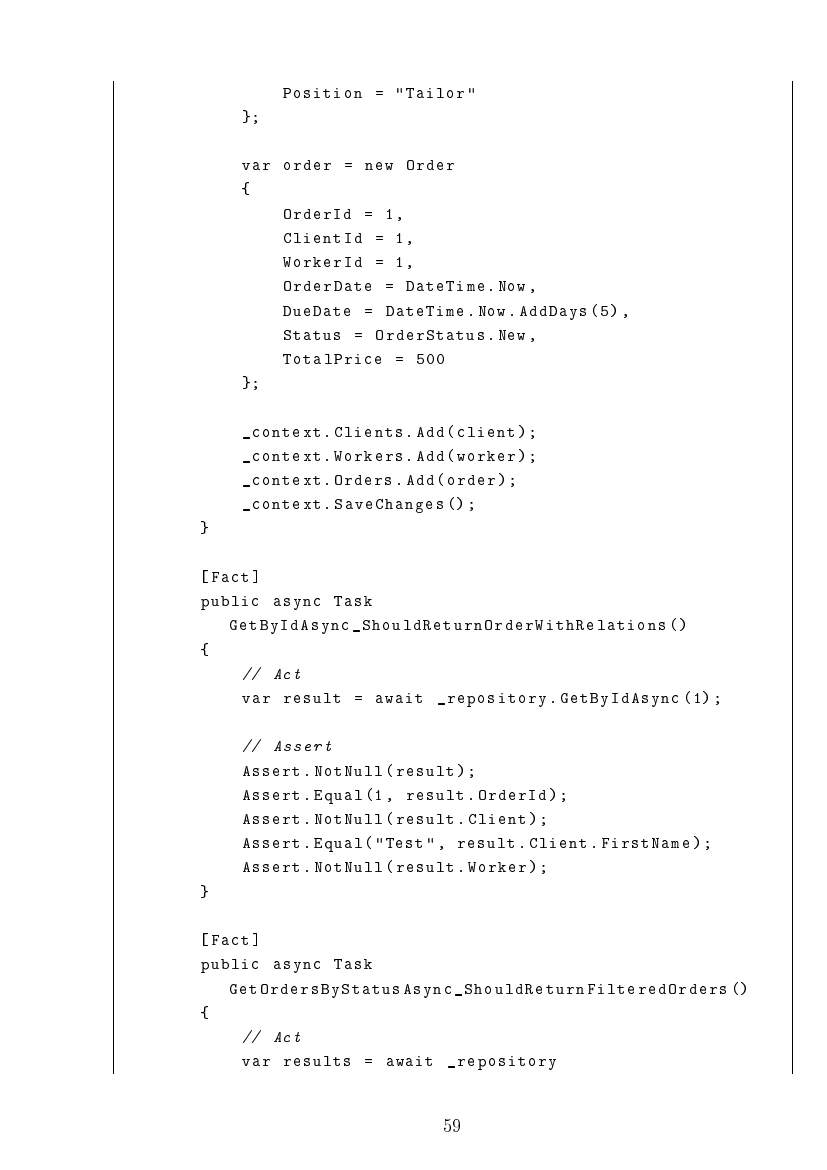 Position = "Tailor"
};
var order = new Order
{
OrderId = 1,
ClientId = 1,
WorkerId = 1,
OrderDate = DateTime.Now,
DueDate = DateTime.Now.AddDays(5),
Status = OrderStatus.New,
TotalPrice = 500
};
_context.Clients.Add(client);
_context.Workers.Add(worker);
_context.Orders.Add(order);
_context.SaveChanges();
}
[Fact]
public async Task
GetByIdAsync_ShouldReturnOrderWithRelations()
{
// Act
var result = await _repository.GetByIdAsync(1);
// Assert
Assert.NotNull(result);
Assert.Equal(1, result.OrderId);
Assert.NotNull(result.Client);
Assert.Equal("Test", result.Client.FirstName);
Assert.NotNull(result.Worker);
}
[Fact]
public async Task
GetOrdersByStatusAsync_ShouldReturnFilteredOrders()
{
// Act
var results = await _repository
59